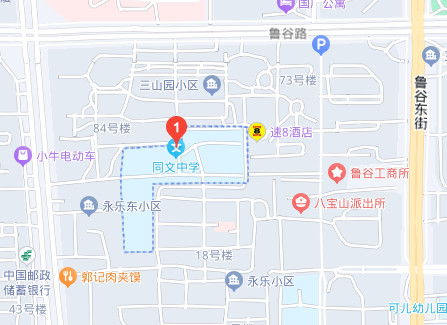 国广公寓
鲁谷路
P
三山园小区
73号楼
鲁谷东街
84号楼
1
速8酒店
8
小牛电动车
同文中学
鲁谷工商所
八宝山派出所
永乐东小区
18号楼
中国邮政
储蓄银行
郭记肉夹馍
永乐小区
43号楼
可儿幼儿园